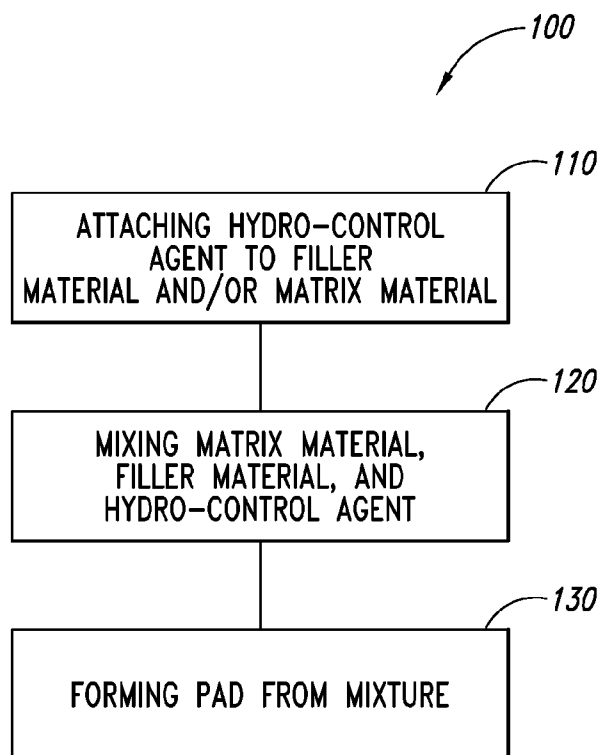 100
110
ATTACHING HYDRO-CONTROL
AGENT TO FILLER
MATERIAL AND/OR MATRIX MATERIAL
120
MIXING MATRIX MATERIAL,
FILLER MATERIAL, AND
HYDRO-CONTROL AGENT
130
FORMING PAD FROM MIXTURE